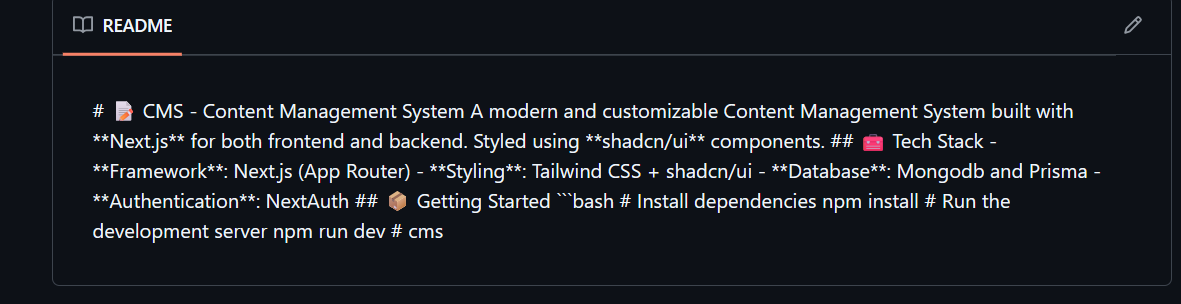 README
# 📝 CMS - Content Management System A modern and customizable Content Management System built with
**Next.js** for both frontend and backend. Styled using **shadcn/ui** components. ## 🧰 Tech Stack -
**Framework**: Next.js (App Router) - **Styling**: Tailwind CSS + shadcn/ui - **Database**: Mongodb and Prisma -
**Authentication**: NextAuth ## 📦 Getting Started ```bash # Install dependencies npm install # Run the
development server npm run dev # cms